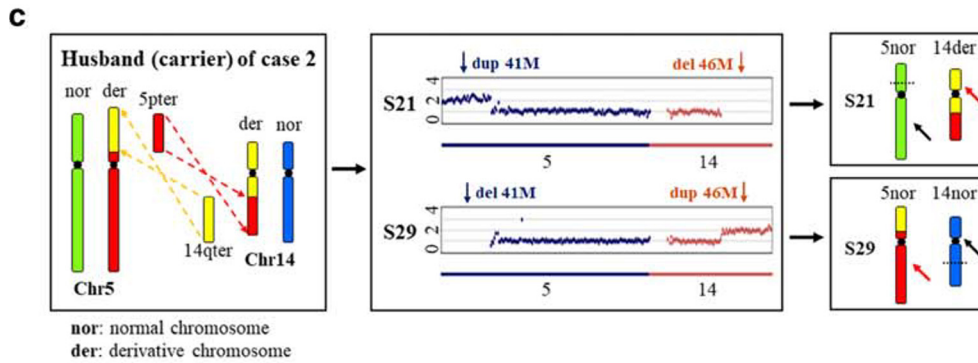 c
Husband (carrier) of case 2
nor der 5pter
der nor
14qter
Chr5
Chr14
nor: normal chromosome
der: derivative chromosome
dup 41M del 46M
S21
4
2
0
5 14
del 41M dup 46M
S29
4
2
0
5 14
5nor 14der
S21
5nor 14nor
S29